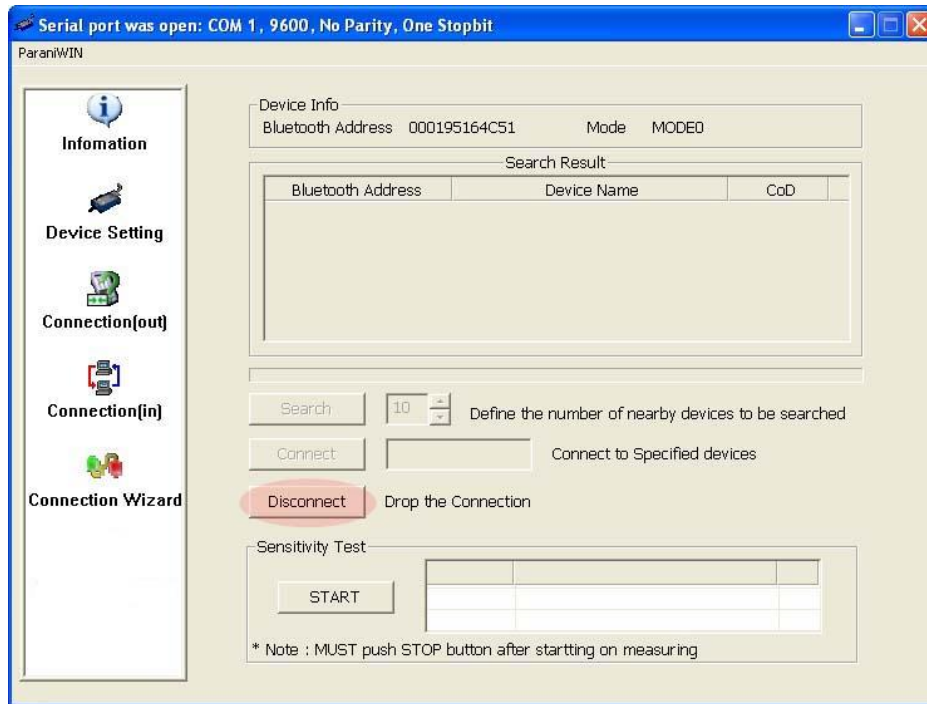 Serial port was open: COM 1, 9600, No Parity, One Stopbit
ParaniWIN
Infomation
Device Setting
Connection(out)
Connection(in)
Connection Wizard
Device Info
Bluetooth Address 000195164C51 Mode MODE0
Search Result
Bluetooth Address Device Name CoD
Search 10 Define the number of nearby devices to be searched
Connect Connect to Specified devices
Disconnect Drop the Connection
Sensitivity Test
START
* Note : MUST push STOP button after startting on measuring